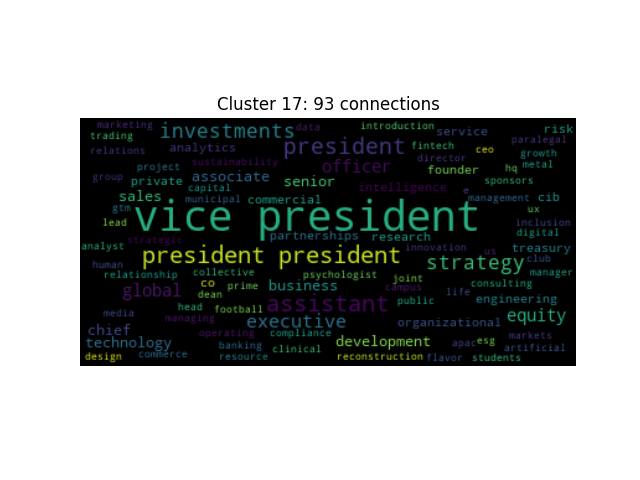 Cluster 17: 93 connections
marketing data introduction
investments service risk
trading president fintech ceo paralegal
relations analytics director growth
sustainability officer metal
project founder hq
group private associate senior intelligence e sponsors
capital management cib
sales municipal commercial
gtm vice president ux
lead inclusion
digital
analyst strategic partnerships research
president president innovation us treasury
human strategy club
relationship collective psychologist joint manager
prime campus consulting
global co business life engineering
dean assistant public
head football equity
media executive organizational
chief managing
operating compliance markets
technology development apac esg
banking clinical artificial
design commerce resource reconstruction flavor students